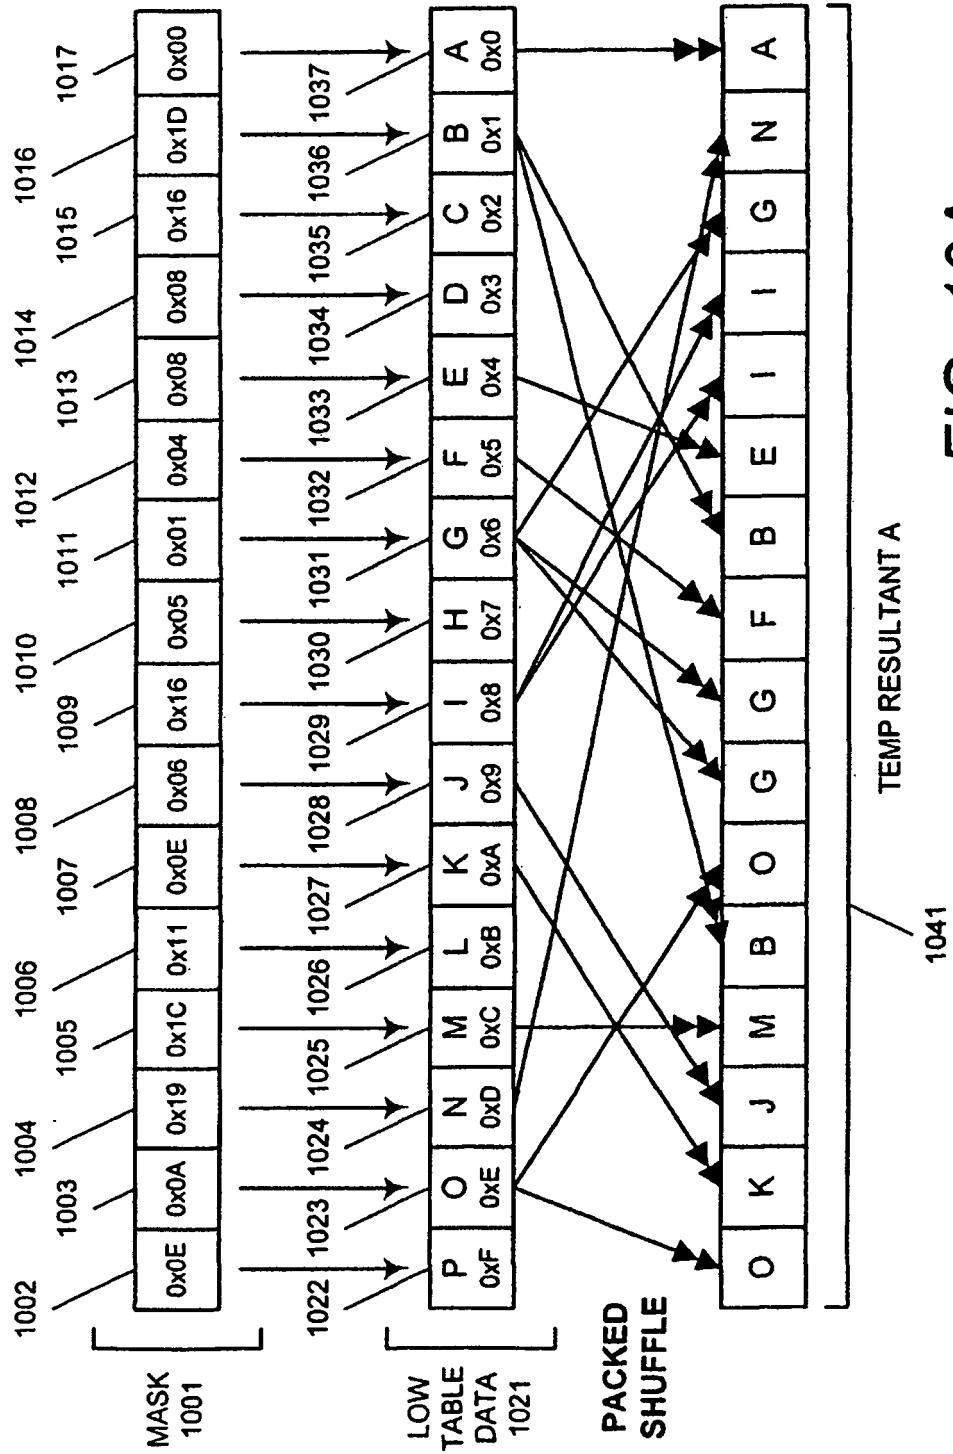 1002 1004 1006 1008 1010 1012 1014 1016
1003 1005 1007 1009 1011 1013 1015 1017
MASK
1001
0x0E 0x0A 0x19 0x1C 0x11 0x0E 0x06 0x16 0x05 0x01 0x04 0x08 0x08 0x16 0x1D 0x00
1022 1023 1024 1025 1026 1027 1028 1029 1030 1031 1032 1033 1034 1035 1036 1037
LOW
TABLE
DATA
1021
P O N M L K J I H G F E D C B A
0xF 0xE 0xD 0xC 0xB 0xA 0x9 0x8 0x7 0x6 0x5 0x4 0x3 0x2 0x1 0x0
PACKED
SHUFFLE
O K J M B O G G F B E I I G N A
TEMP RESULTANT A
1041
FIG.